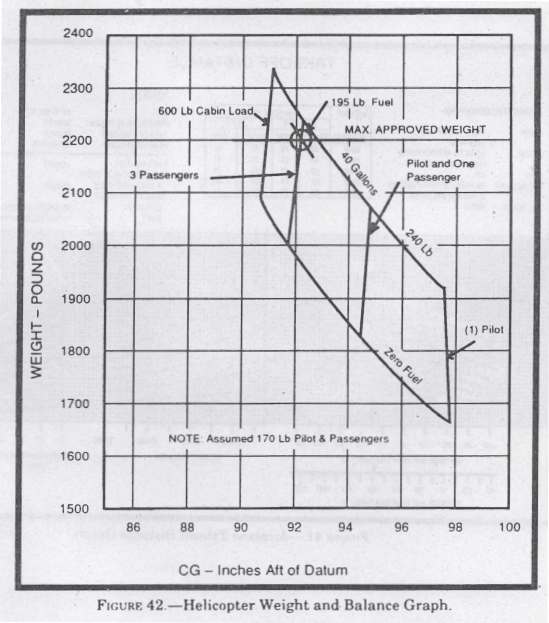 2400
2300
2200
2100
2000
1900
1800
1700
1600
1500
WEIGHT – POUNDS
600 Lb Cabin Load
195 Lb Fuel
MAX. APPROVED WEIGHT
3 Passengers
40 Gallons
Pilot and One
Passenger
240 Lb
(1) Pilot
Zero Fuel
NOTE: Assumed 170 Lb Pilot & Passengers
86 88 90 92 94 96 98 100
CG – Inches Aft of Datum
FIGURE 42.—Helicopter Weight and Balance Graph.